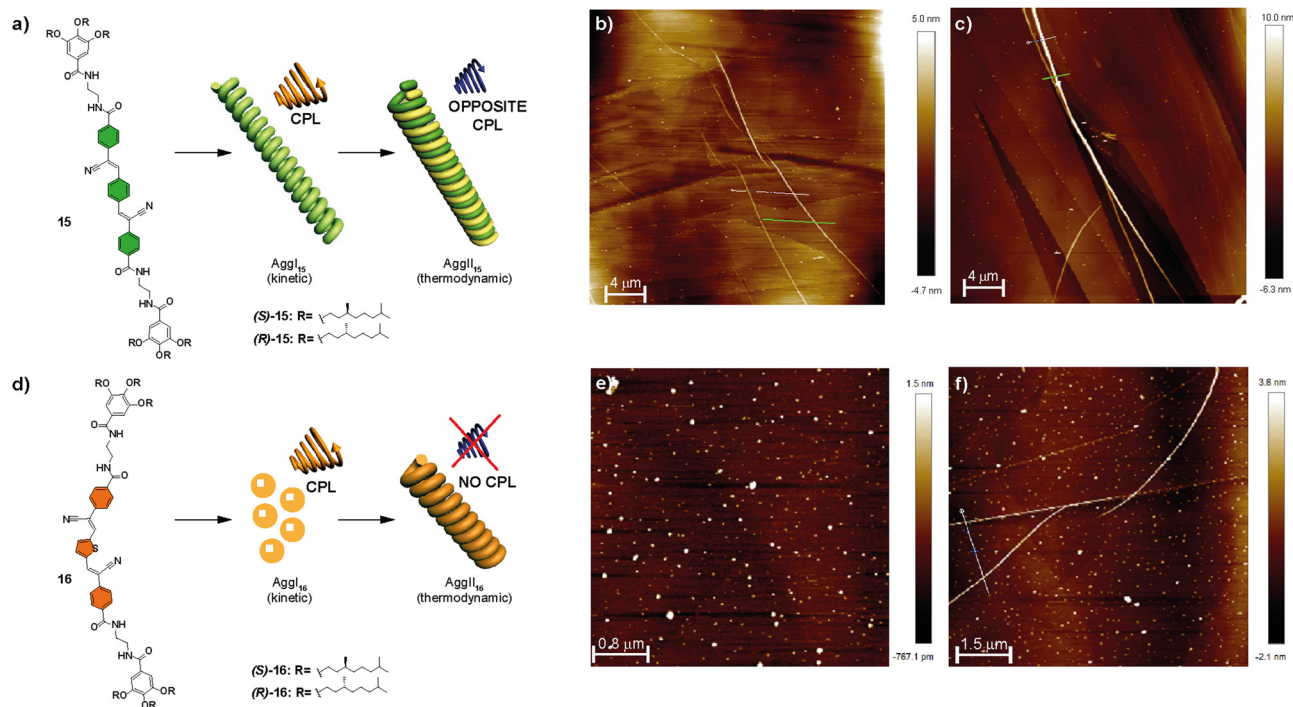 a)
OR
RO
OR
O
NH
O
NH
CPL
OPPOSITE
CPL
N
N
15
O
HN
O
HN
RO
OR
OR
AggI15
(kinetic)
AggII15
(thermodynamic)
(S)-15: R=
(R)-15: R=
b)
4 µm
5.0 nm
-4.7 nm
c)
4 µm
10.0 nm
-6.3 nm
d)
RO
OR
OR
O
NH
O
NH
CPL
NO CPL
N
S
N
16
O
HN
O
HN
RO
OR
OR
AggI16
(kinetic)
AggII16
(thermodynamic)
(S)-16: R=
(R)-16: R=
e)
0.8 µm
1.5 nm
-767.1 pm
f)
1.5 µm
3.6 nm
-2.1 nm